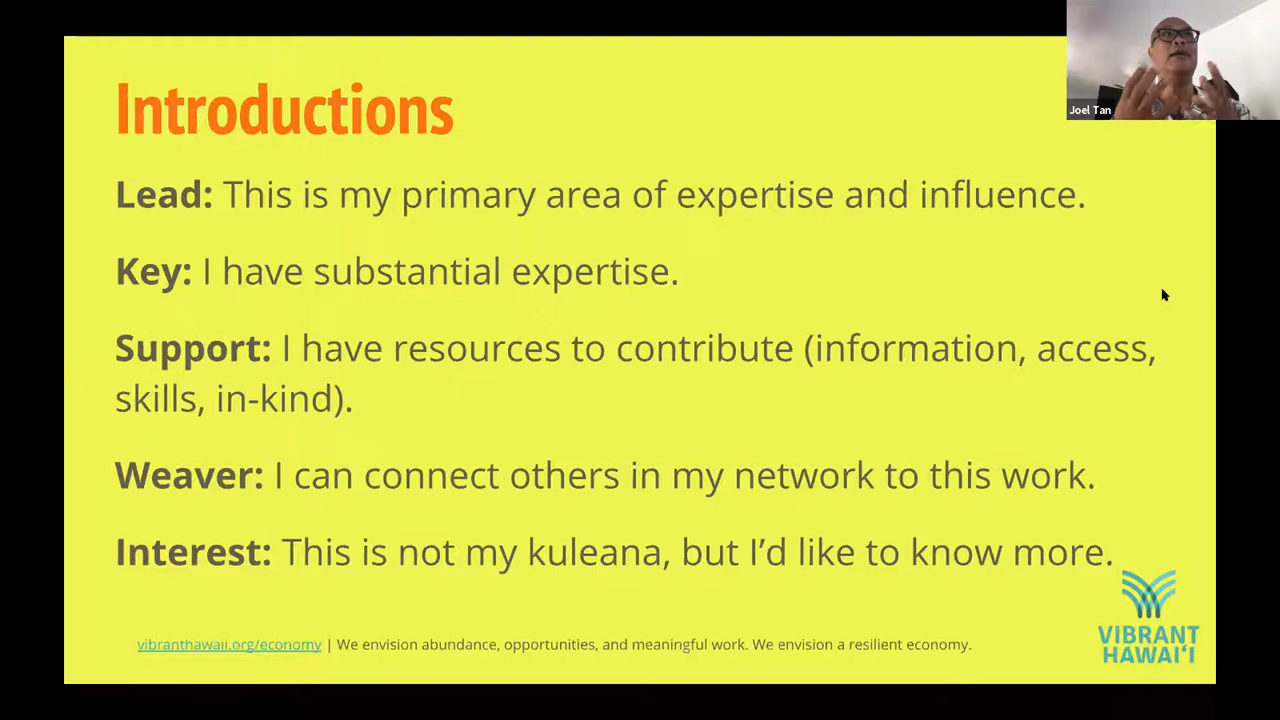 Joel Tan
Introductions
Lead: This is my primary area of expertise and influence.
Key: I have substantial expertise.
Support: I have resources to contribute (information, access,
skills, in-kind).
Weaver: I can connect others in my network to this work.
Interest: This is not my kuleana, but I’d like to know more.
vibranthawaii.org/economy | We envision abundance, opportunities, and meaningful work. We envision a resilient economy.
VIBRANT
HAWAI‘I